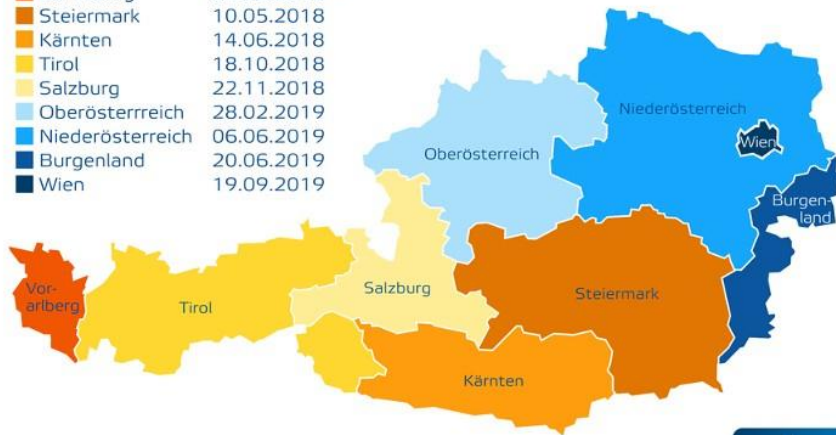 Steiermark 10.05.2018
Kärnten 14.06.2018
Tirol 18.10.2018
Salzburg 22.11.2018
Oberösterrreich 28.02.2019
Niederösterreich 06.06.2019
Burgenland 20.06.2019
Wien 19.09.2019
Niederösterreich
Wien
Oberösterreich
Burgen-
land
Vor-
arlberg
Tirol
Salzburg
Steiermark
Kärnten